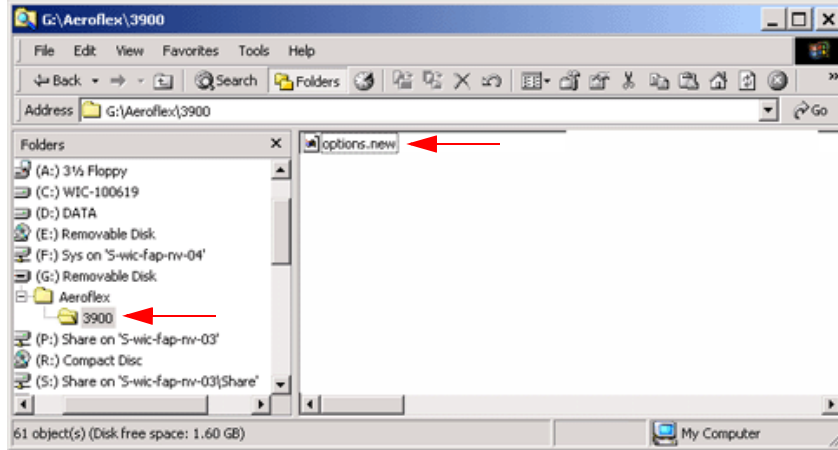 G:\Aeroflex\3900
File Edit View Favorites Tools Help
Back Search Folders »
Address G:\Aeroflex\3900 Go
Folders x
options.new
(A:) 3½ Floppy
(C:) WIC-100619
(D:) DATA
(E:) Removable Disk
(F:) Sys on 'S-wic-fap-nv-04'
(G:) Removable Disk
Aeroflex
3900
(P:) Share on 'S-wic-fap-nv-03'
(R:) Compact Disc
(S:) Share on 'S-wic-fap-nv-03\Share'
61 object(s) (Disk free space: 1.60 GB) My Computer